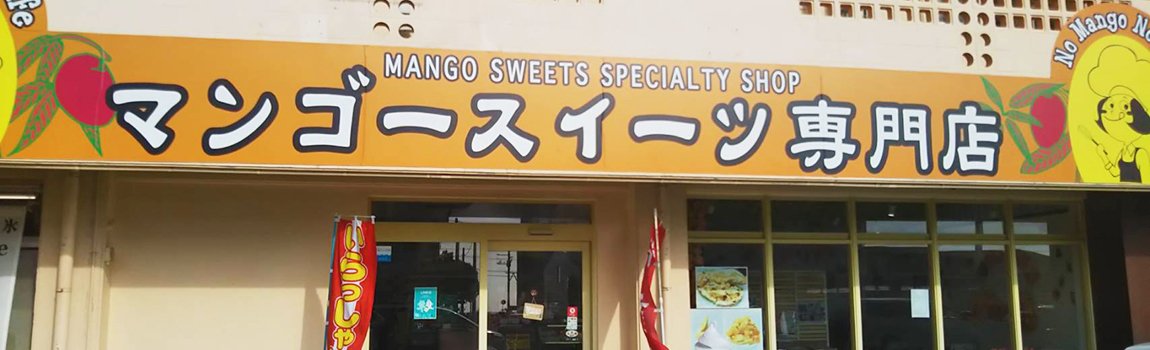 MANGO SWEETS SPECIALTY SHOP
マンゴースイーツ専門店
No Mango No
いらっしゃ
氷